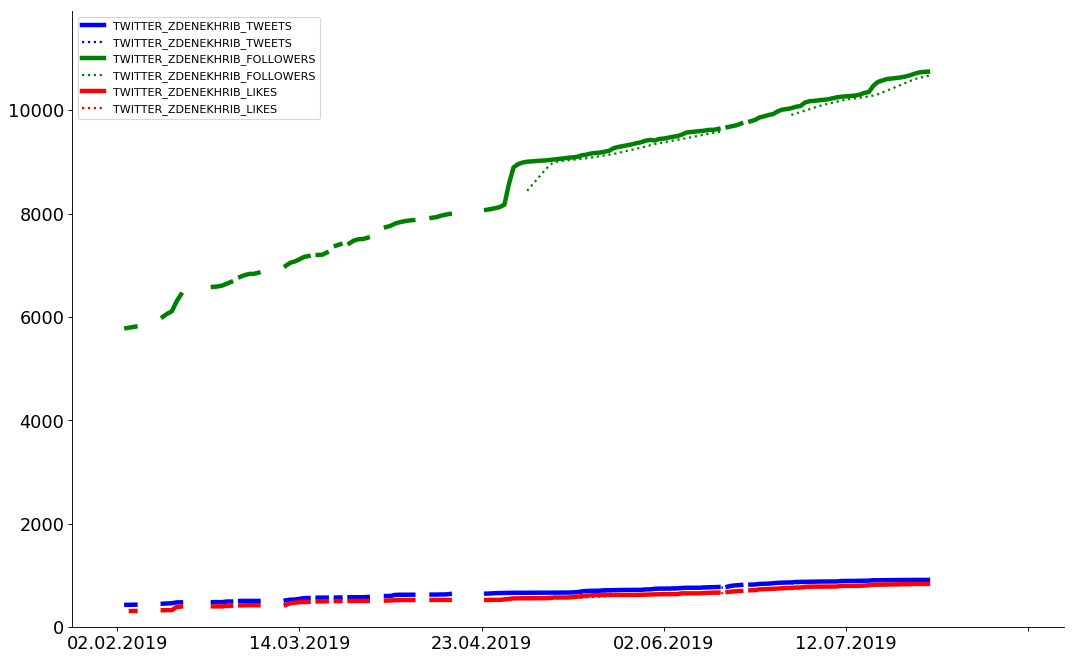 TWITTER_ZDENEKHRIB_TWEETS
TWITTER_ZDENEKHRIB_TWEETS
TWITTER_ZDENEKHRIB_FOLLOWERS
TWITTER_ZDENEKHRIB_FOLLOWERS
TWITTER_ZDENEKHRIB_LIKES
TWITTER_ZDENEKHRIB_LIKES
10000
8000
6000
4000
2000
0
02.02.2019 14.03.2019 23.04.2019 02.06.2019 12.07.2019